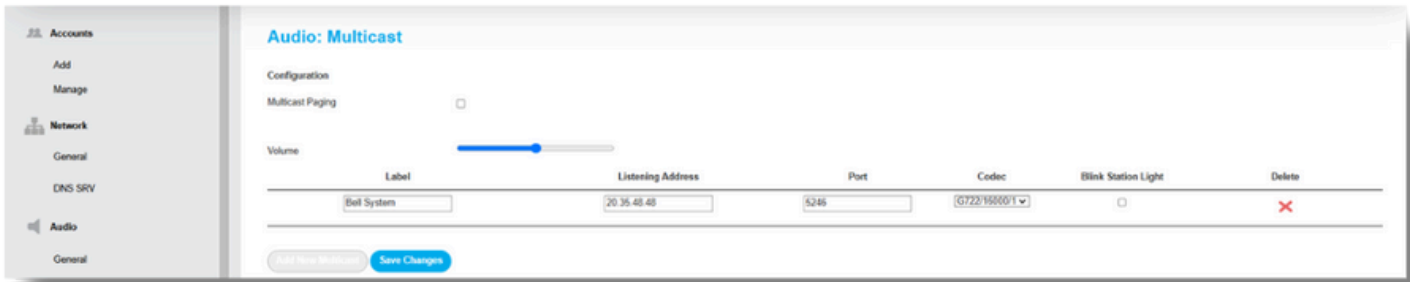 Accounts
Add
Manage
Network
General
DNS SRV
Audio
General
Audio: Multicast
Configuration
Multicast Paging
Volume
Label Listening Address Port Codec Blink Station Light Delete
Bell System 20.35.48.48 5246 G722/16000/1
Add New Multicast Save Changes